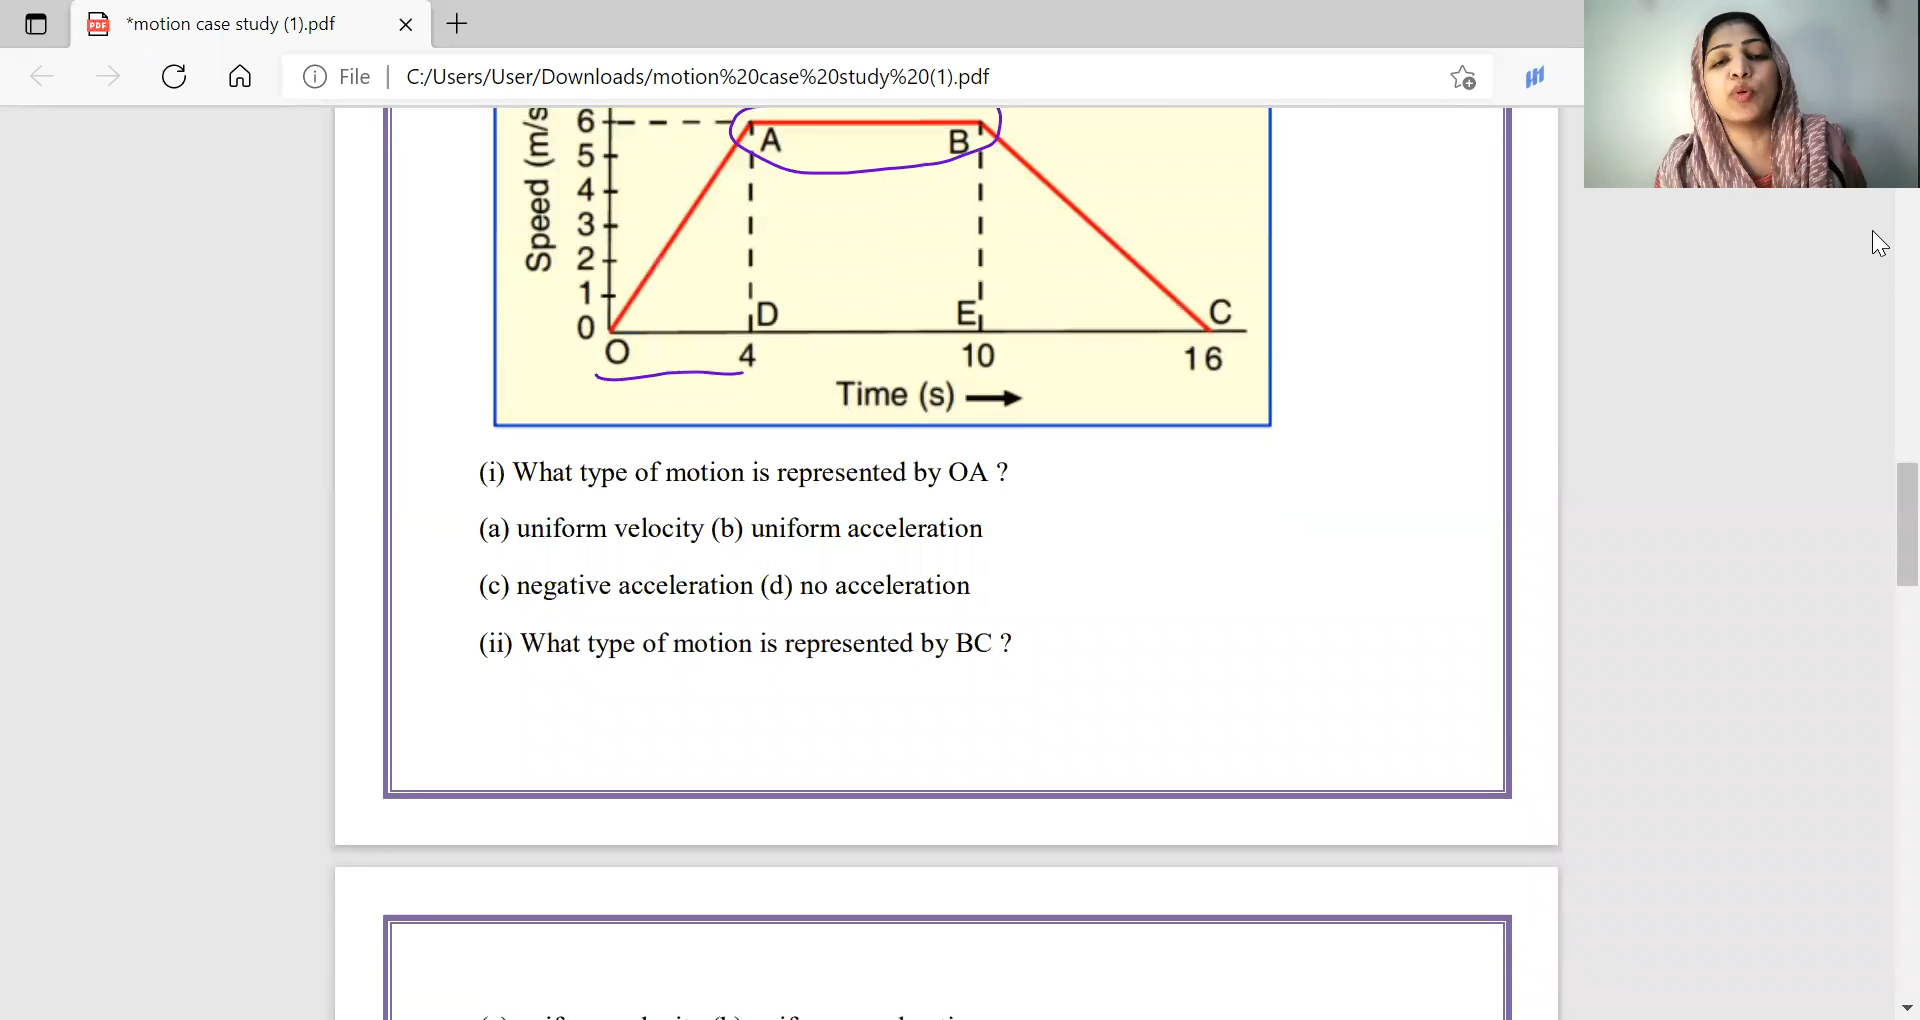 *motion case study (1).pdf
File C:/Users/User/Downloads/motion%20case%20study%20(1).pdf
Speed (m/s
6
5
4
3
2
1
0
A B
D E C
O 4 10 16
Time (s)
(i) What type of motion is represented by OA ?
(a) uniform velocity (b) uniform acceleration
(c) negative acceleration (d) no acceleration
(ii) What type of motion is represented by BC ?